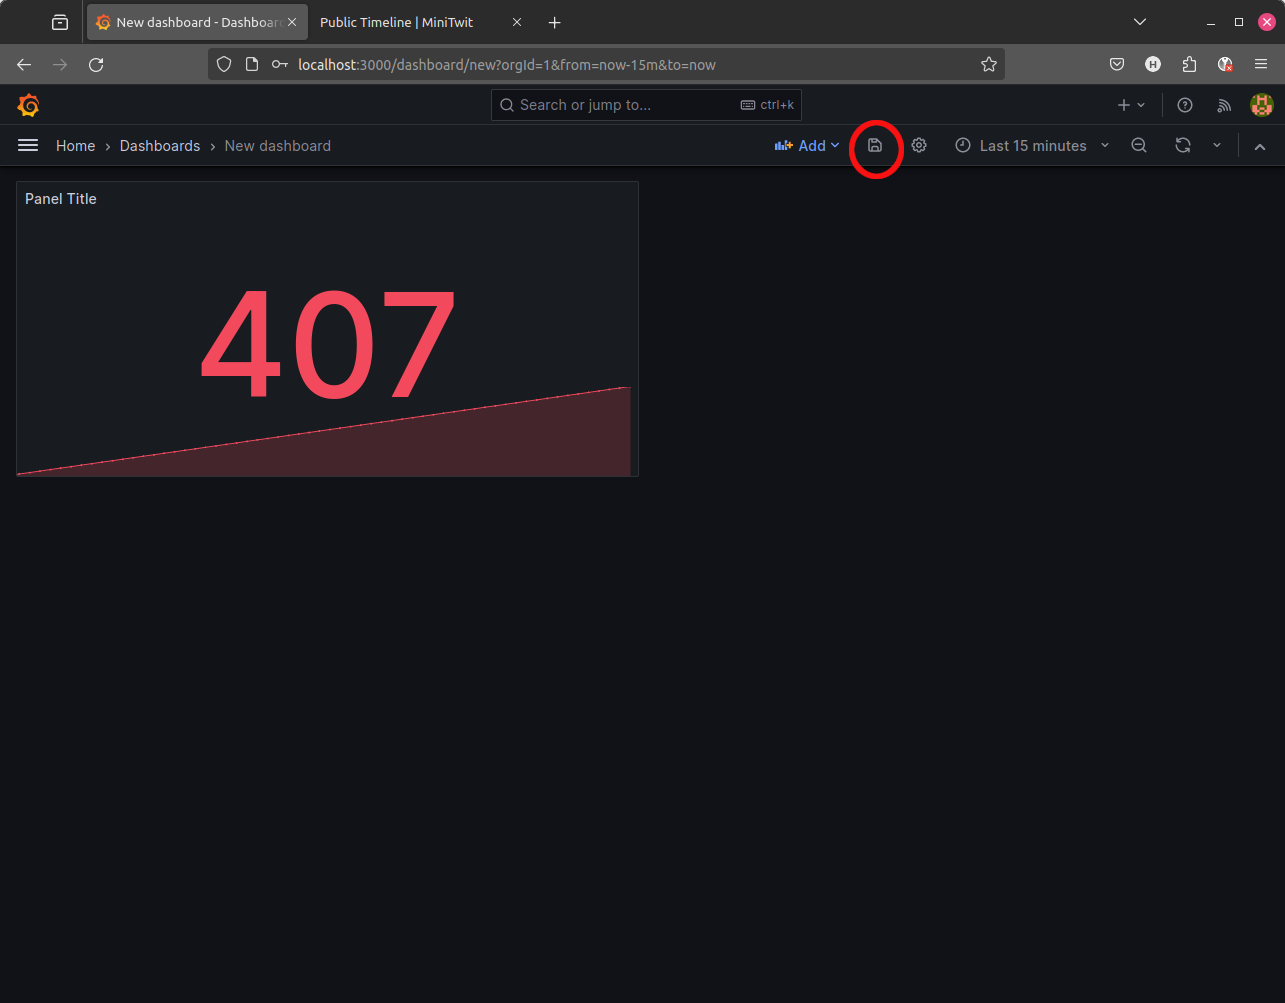 New dashboard - Dashboard
Public Timeline | MiniTwit
localhost:3000/dashboard/new?orgId=1&from=now-15m&to=now
H
Search or jump to...
ctrl+k
Home › Dashboards › New dashboard
Add
Last 15 minutes
Panel Title
407